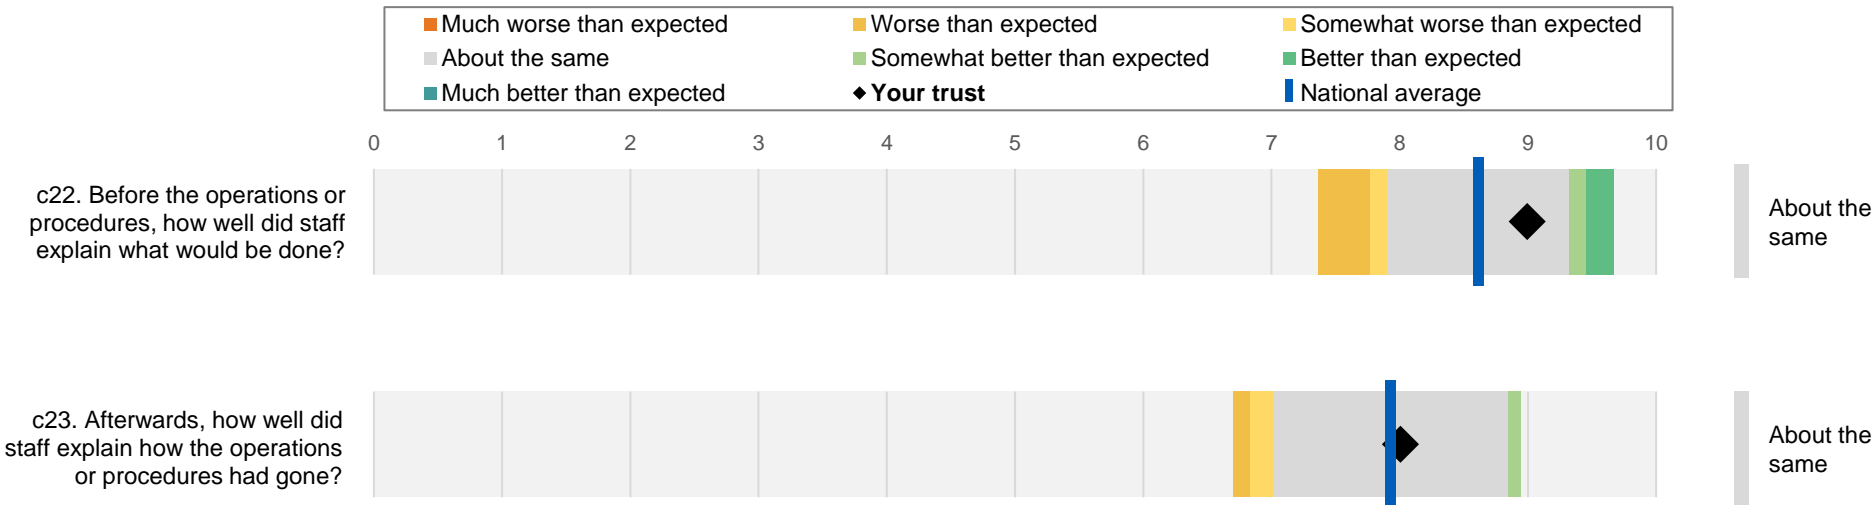 Much worse than expected
Worse than expected
Somewhat worse than expected
About the same
Somewhat better than expected
Better than expected
Much better than expected
Your trust
National average
0 1 2 3 4 5 6 7 8 9 10
c22. Before the operations or
procedures, how well did staff
explain what would be done?
About the
same
c23. Afterwards, how well did
staff explain how the operations
or procedures had gone?
About the
same